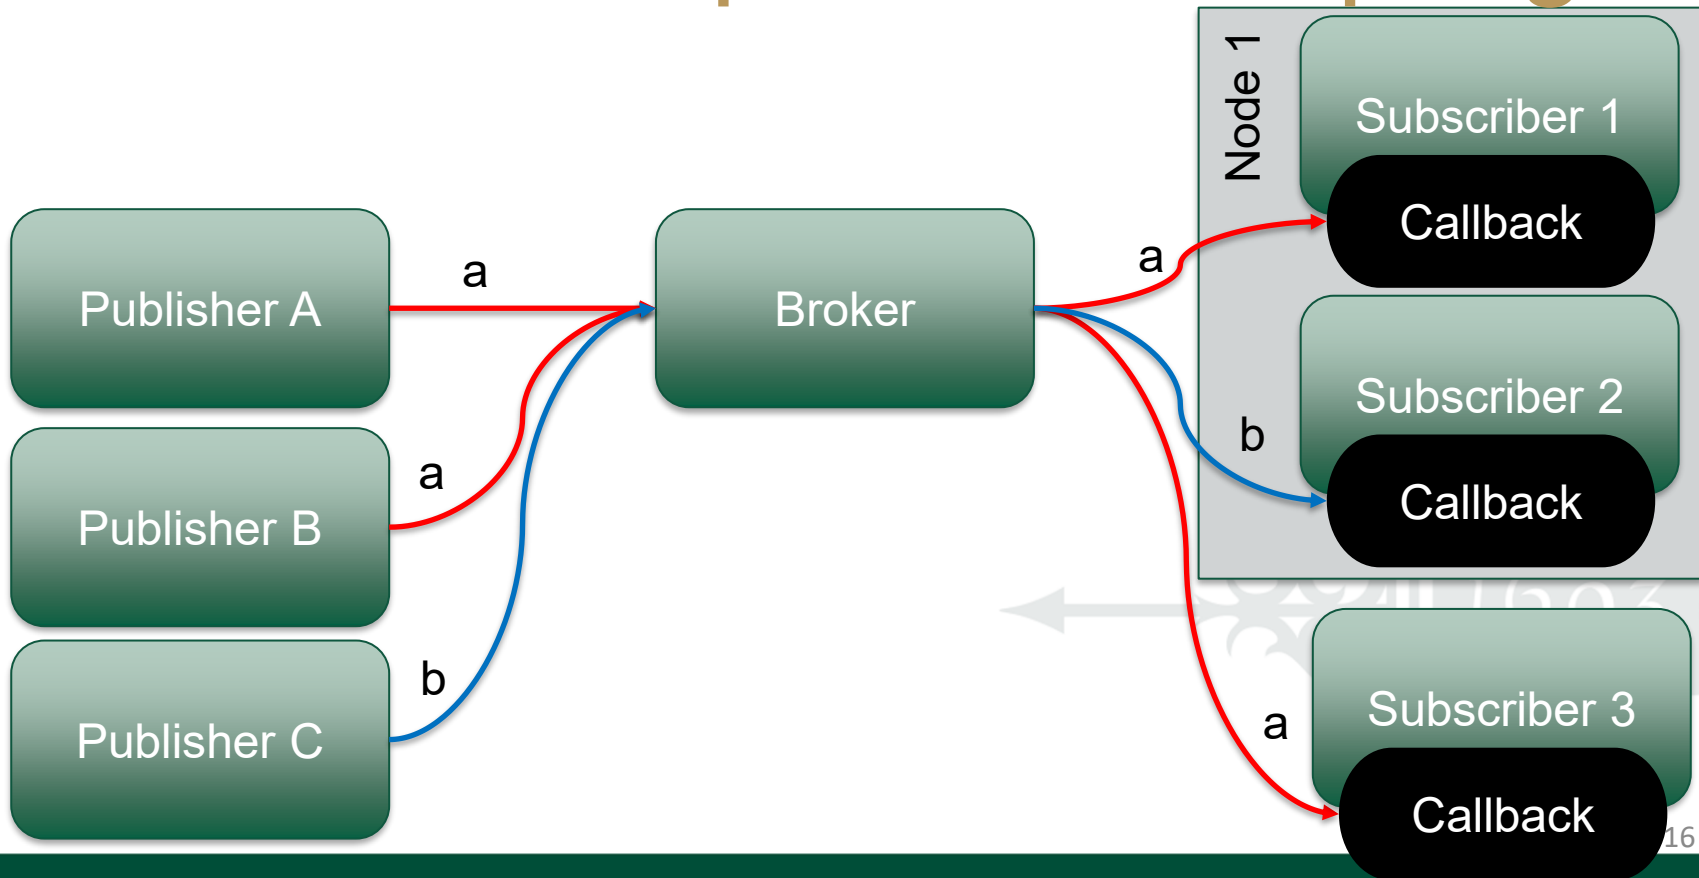 Node 1
Subscriber 1
Callback
a
a
Publisher A
Broker
Subscriber 2
b
Callback
a
Publisher B
b
Publisher C
a
Subscriber 3
Callback
16